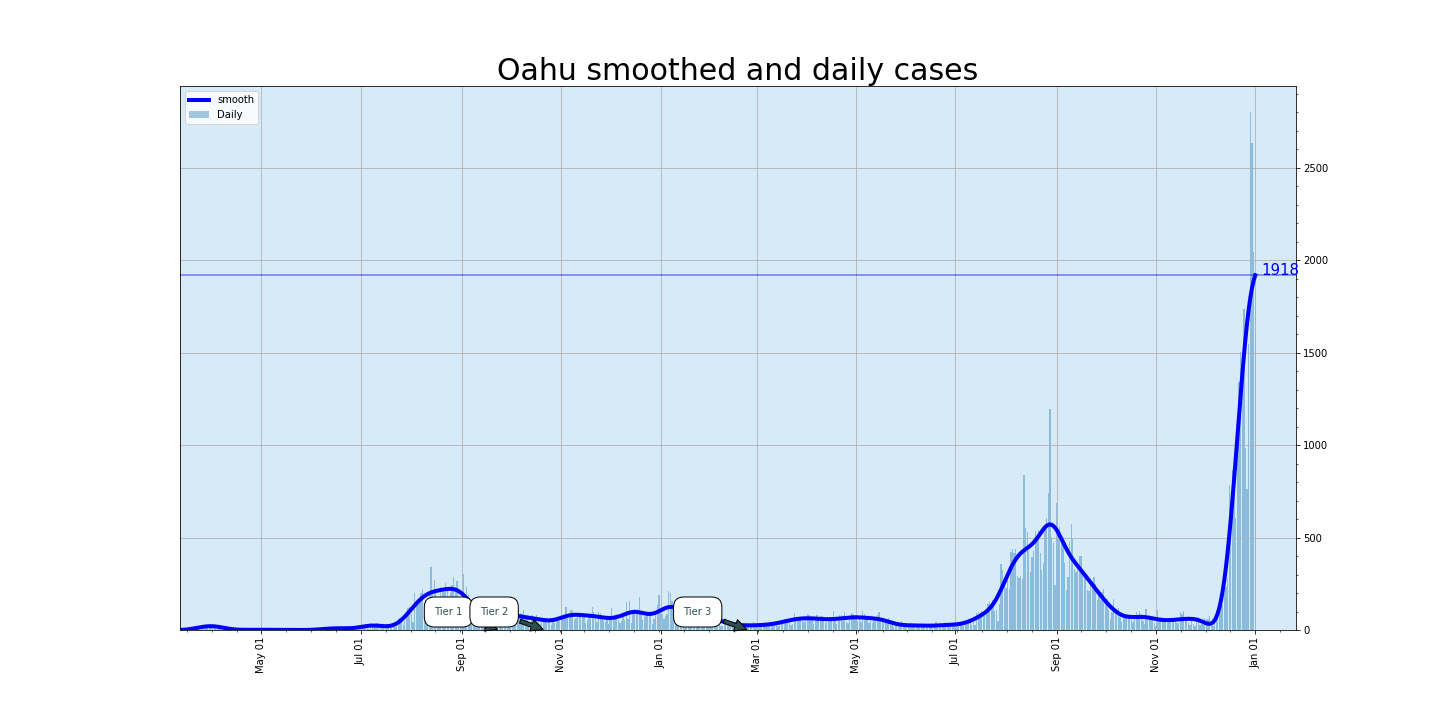 Oahu smoothed and daily cases
smooth
Daily
2500
2000
1918
1500
1000
500
0
Tier 1
Tier 2
Tier 3
May 01
Jul 01
Sep 01
Nov 01
Jan 01
Mar 01
May 01
Jul 01
Sep 01
Nov 01
Jan 01